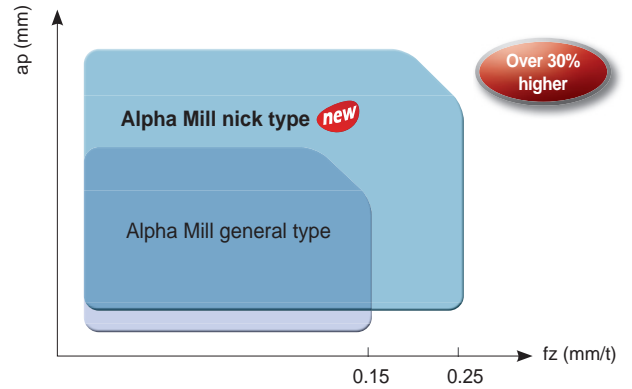 ap (mm)
Over 30%
higher
Alpha Mill nick type new
Alpha Mill general type
fz (mm/t)
0.15
0.25